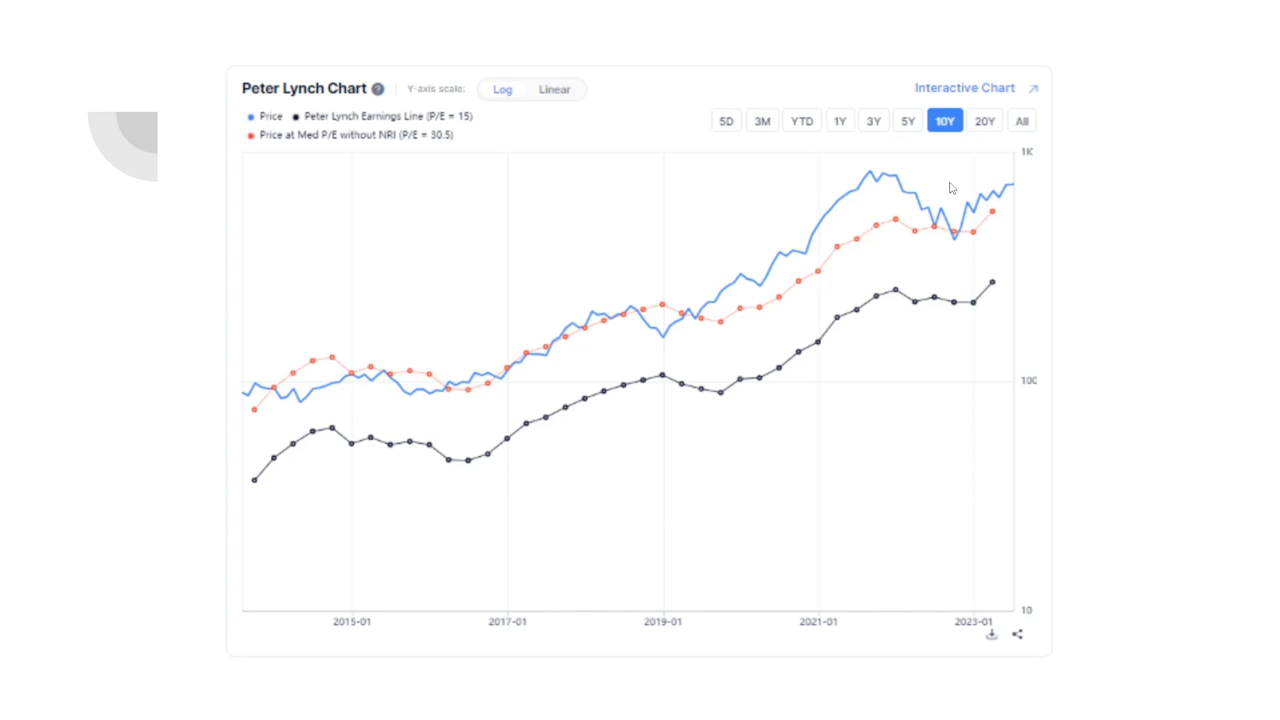 Peter Lynch Chart ? Y-axis scale: Log Linear Interactive Chart
Price Peter Lynch Earnings Line (P/E = 15)
Price at Med P/E without NRI (P/E = 30.5)
5D 3M YTD 1Y 3Y 5Y 10Y 20Y All
1K
100
10
2015-01 2017-01 2019-01 2021-01 2023-01